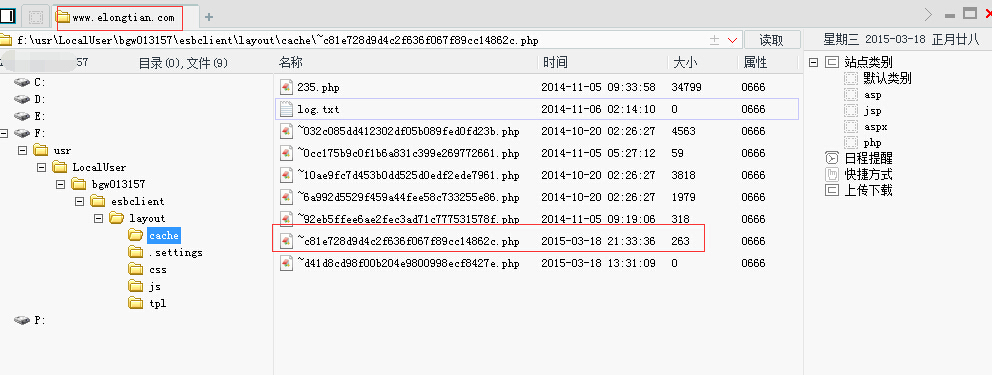 www.elongtian.com
f:\usr\LocalUser\bgw013157\esbclient\layout\cache\~c81e728d9d4c2f636f067f89cc14862c.php
读取
星期三 2015-03-18 正月廿八
57
目录(0),文件(9)
名称 时间 大小 属性
C:
D:
E:
F:
usr
LocalUser
bgw013157
esbclient
layout
cache
.settings
css
js
tpl
P:
235.php 2014-11-05 09:33:58 34799 0666
log.txt 2014-11-06 02:14:10 0 0666
~032c085dd412302df05b089fed0fd23b.php 2014-10-20 02:26:27 4563 0666
~0cc175b9c0f1b6a831c399e269772661.php 2014-11-05 05:27:12 59 0666
~10ae9fc7d453b0dd525d0edf2ede7961.php 2014-10-20 02:26:27 3818 0666
~6a992d5529f459a44fee58c733255e86.php 2014-10-20 02:26:27 1979 0666
~92eb5ffee6ae2fec3ad71c777531578f.php 2014-11-05 09:19:06 318 0666
~c81e728d9d4c2f636f067f89cc14862c.php 2015-03-18 21:33:36 263 0666
~d41d8cd98f00b204e9800998ecf8427e.php 2015-03-18 13:31:09 0 0666
站点类别
默认类别
asp
jsp
aspx
php
日程提醒
快捷方式
上传下载